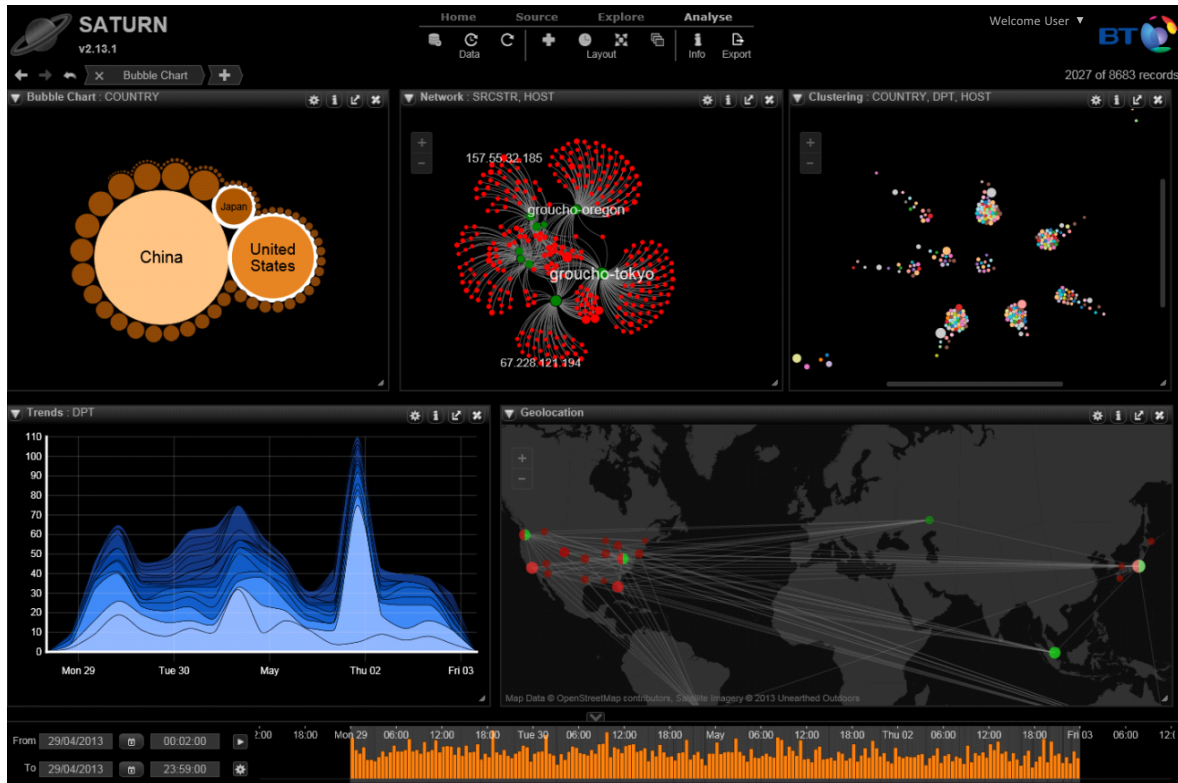 SATURN
v2.13.1
Home Source Explore Analyse
Data Layout Info Export
Welcome User ▼
BT
Bubble Chart
2027 of 8683 records
Bubble Chart : COUNTRY
China
Japan
United
States
Network : SRCSTR, HOST
157.55.32.185
groucho-oregon
groucho-tokyo
67.228.121.194
Clustering : COUNTRY, DPT, HOST
Trends : DPT
110
100
90
80
70
60
50
40
30
20
10
0
Mon 29 Tue 30 May Thu 02 Fri 03
Geolocation
Map Data © OpenStreetMap contributors, Satellite Imagery © 2013 Unearthed Outdoors
From 29/04/2013 00:02:00
To 29/04/2013 23:59:00
2:00 18:00 Mon 29 06:00 12:00 18:00 Tue 30 06:00 12:00 18:00 May 06:00 12:00 18:00 Thu 02 06:00 12:00 18:00 Fri 03 06:00 12:0